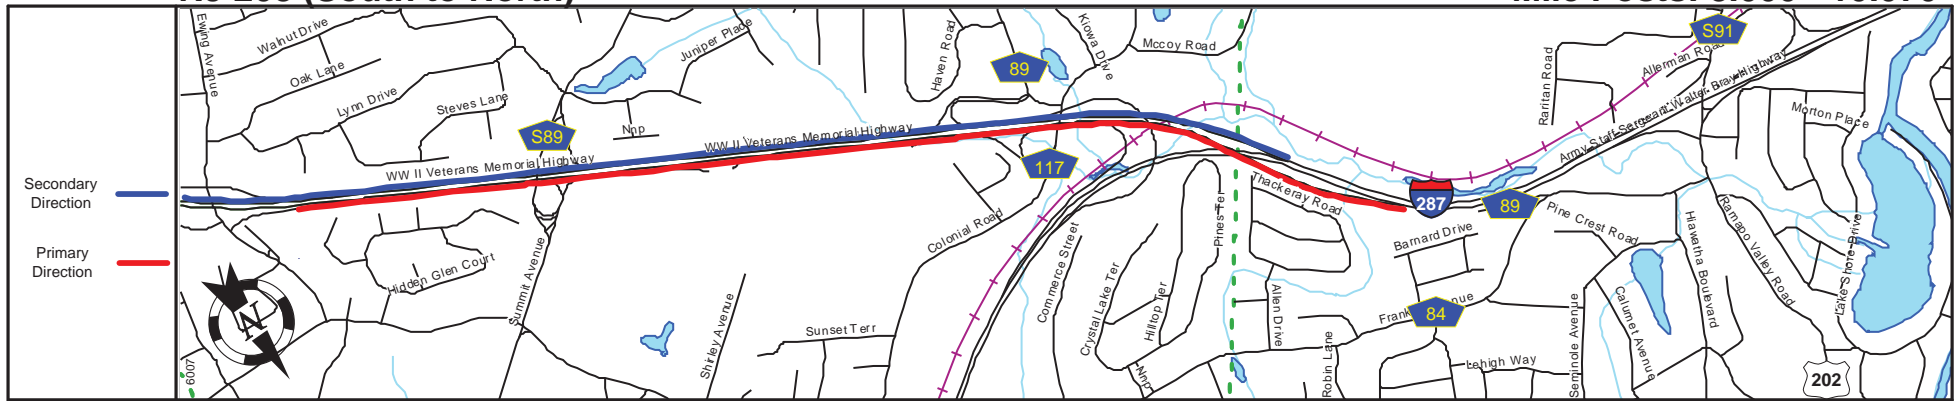 Secondary
Direction
Primary
Direction
Ewing Avenue
Walnut Drive
Oak Lane
Lynn Drive
Steves Lane
S89
Nnp
Juniper Place
WW II Veterans Memorial Highway
WW II Veterans Memorial Highway
Haven Road
89
Kiowa Drive
Mccoy Road
117
Colonial Road
Hidden Glen Court
Summit Avenue
N
6007
Shirley Avenue
Sunset Terr
Commerce Street
Crystal Lake Ter
Hilltop Ter
Nnp
Pines Ter
Thackeray Road
Allen Drive
Robin Lane
Barnard Drive
84
287
89
Pine Crest Road
Lehigh Way
Seminole Avenue
Calumet Avenue
Hiawatha Boulevard
Ramapo Valley Road
Lake Shore Drive
202
Raritan Road
Allerman Road
S91
Army Staff Sergeant Walter Bray Highway
Morton Place